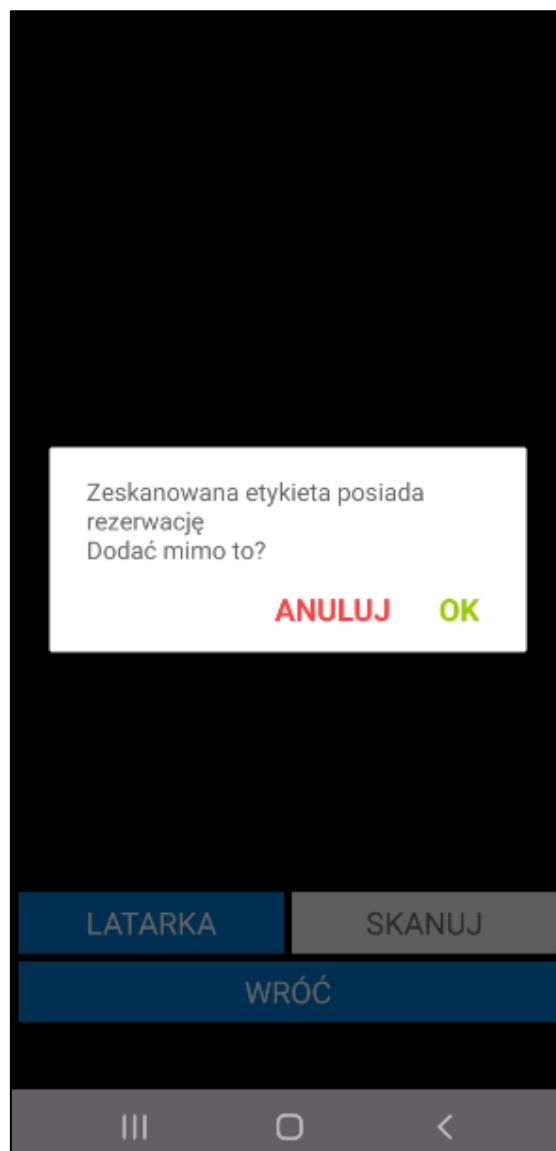 Zeskanowana etykieta posiada
rezerwację
Dodać mimo to?
ANULUJ OK
LATARKA SKANUJ
WRÓĆ